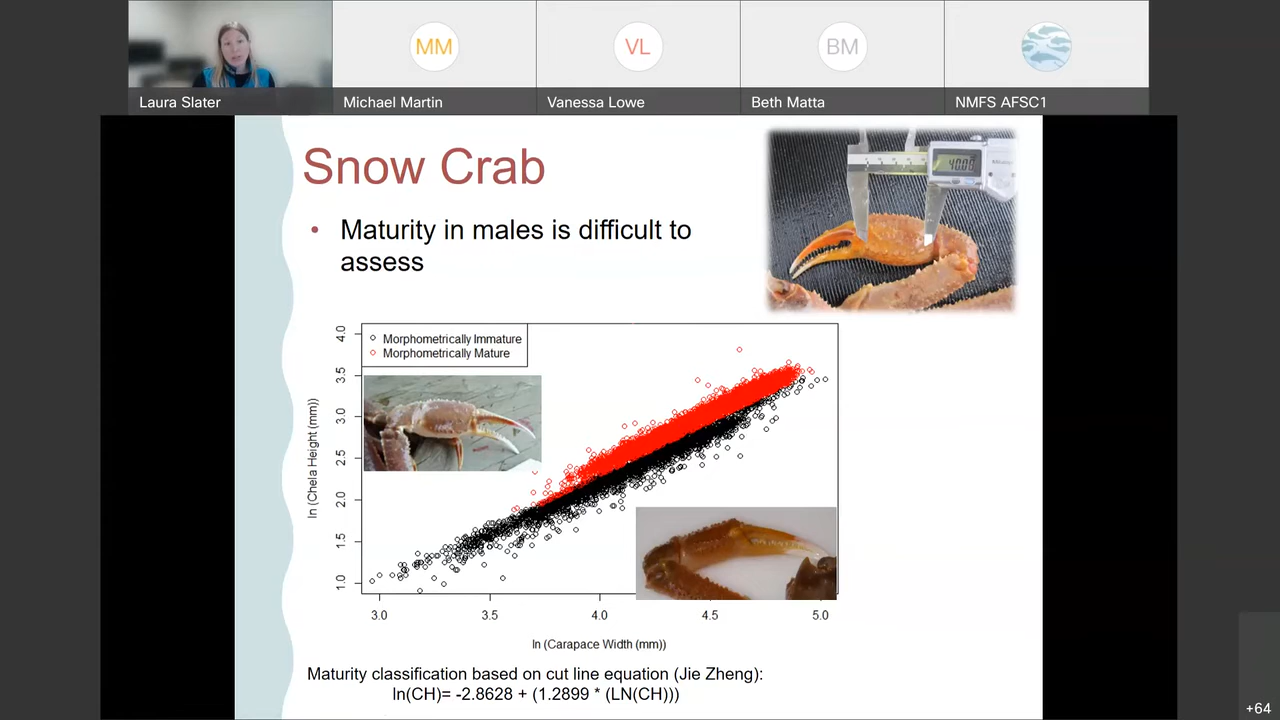 MM
VL
BM
Laura Slater
Michael Martin
Vanessa Lowe
Beth Matta
NMFS AFSC1
Snow Crab
40.00
• Maturity in males is difficult to
assess
Morphometrically Immature
Morphometrically Mature
ln (Chela Height (mm))
4.0
3.5
3.0
2.5
2.0
1.5
1.0
3.0 3.5 4.0 4.5 5.0
ln (Carapace Width (mm))
Maturity classification based on cut line equation (Jie Zheng):
ln(CH)= -2.8628 + (1.2899 * (LN(CH)))
+64